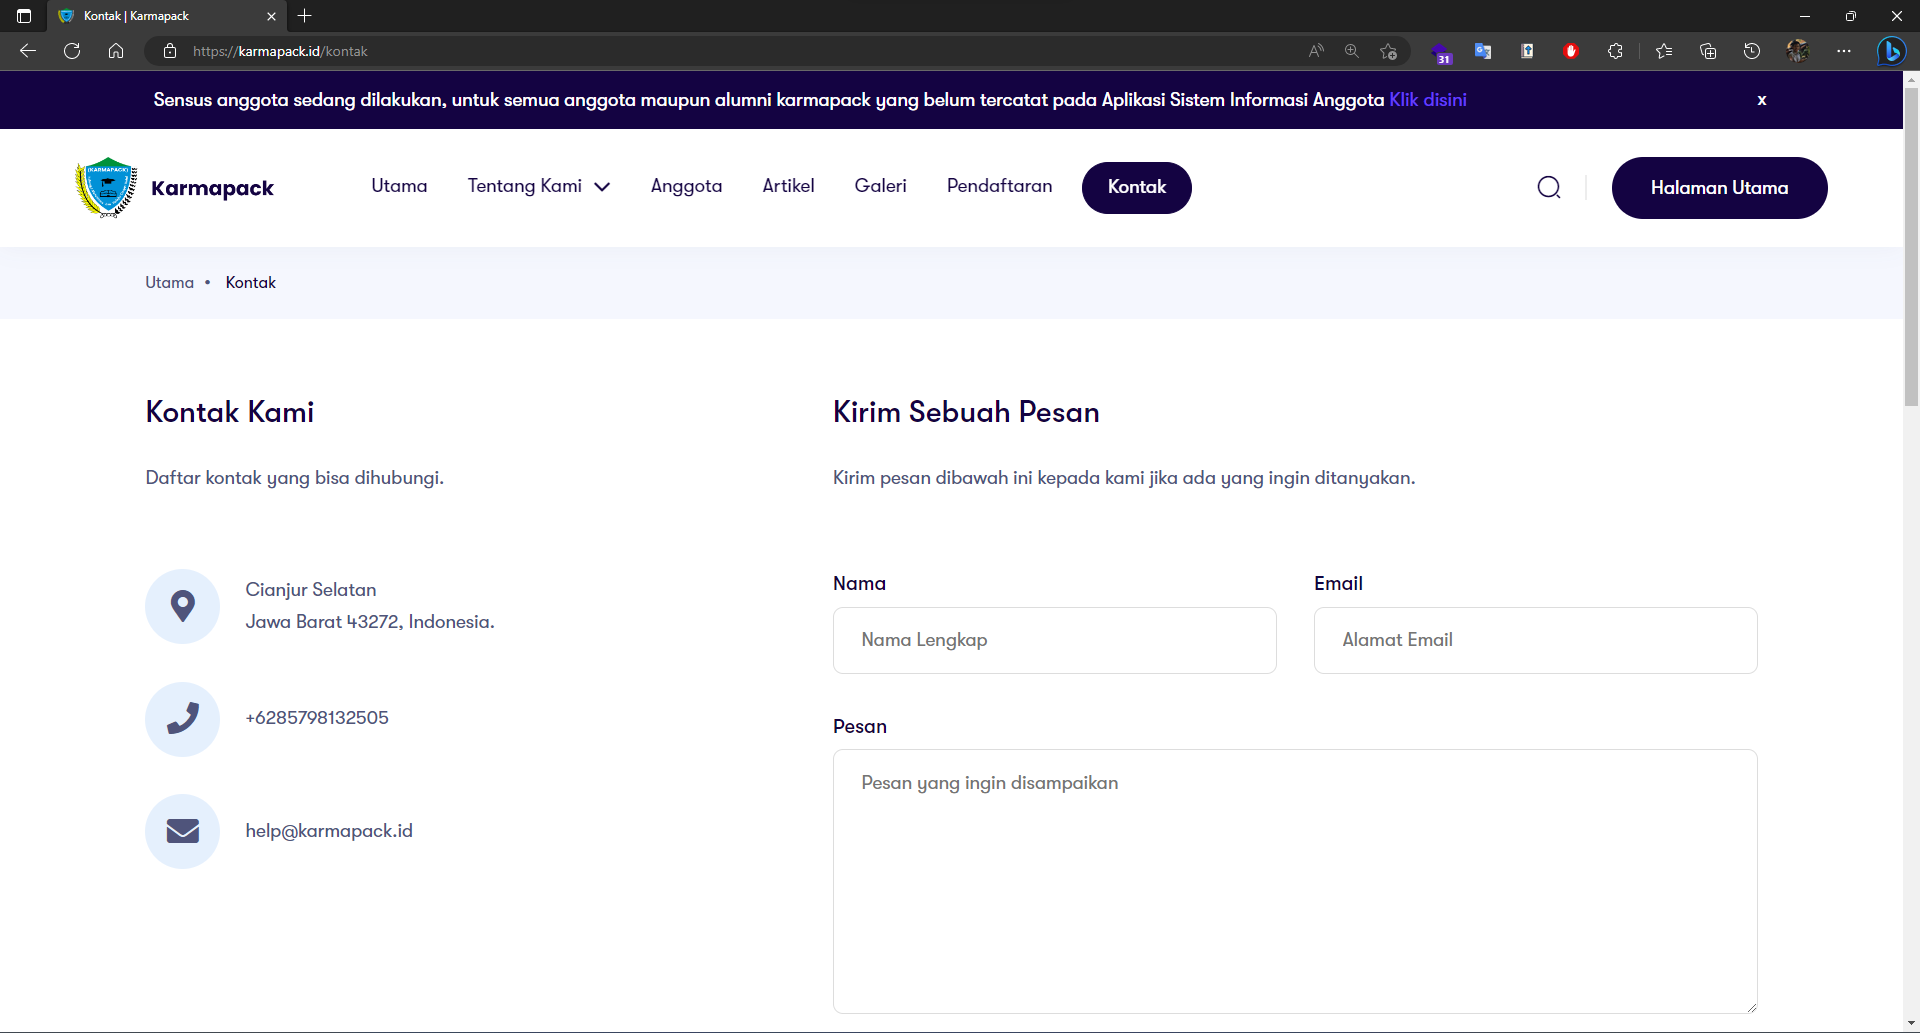 Kontak | Karmapack
https://karmapack.id/kontak
31
Sensus anggota sedang dilakukan, untuk semua anggota maupun alumni karmapack yang belum tercatat pada Aplikasi Sistem Informasi Anggota Klik disini
x
KARMAPACK
Karmapack
Utama
Tentang Kami
Anggota
Artikel
Galeri
Pendaftaran
Kontak
Halaman Utama
Utama • Kontak
Kontak Kami
Daftar kontak yang bisa dihubungi.
Cianjur Selatan
Jawa Barat 43272, Indonesia.
+6285798132505
help@karmapack.id
Kirim Sebuah Pesan
Kirim pesan dibawah ini kepada kami jika ada yang ingin ditanyakan.
Nama
Nama Lengkap
Email
Alamat Email
Pesan
Pesan yang ingin disampaikan